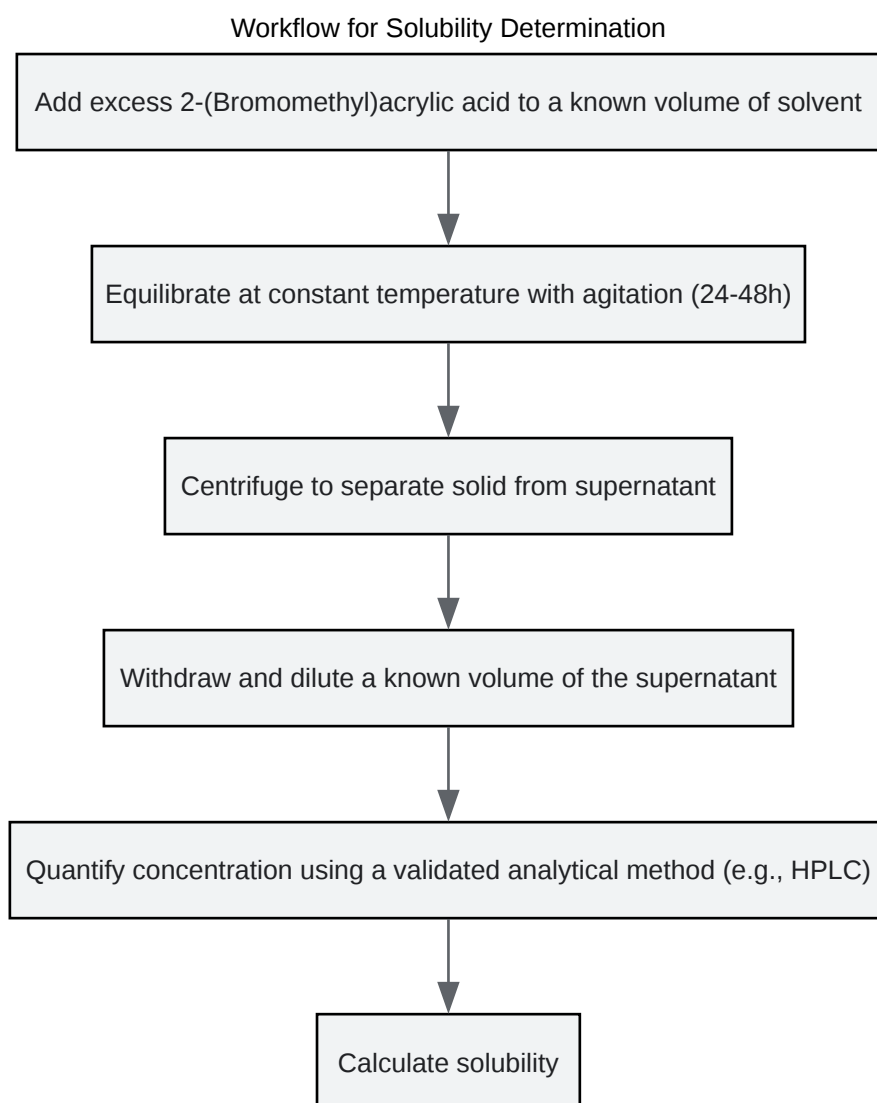 Workflow for Solubility Determination
Add excess 2-(Bromomethyl)acrylic acid to a known volume of solvent
Equilibrate at constant temperature with agitation (24-48h)
Centrifuge to separate solid from supernatant
Withdraw and dilute a known volume of the supernatant
Quantify concentration using a validated analytical method (e.g., HPLC)
Calculate solubility